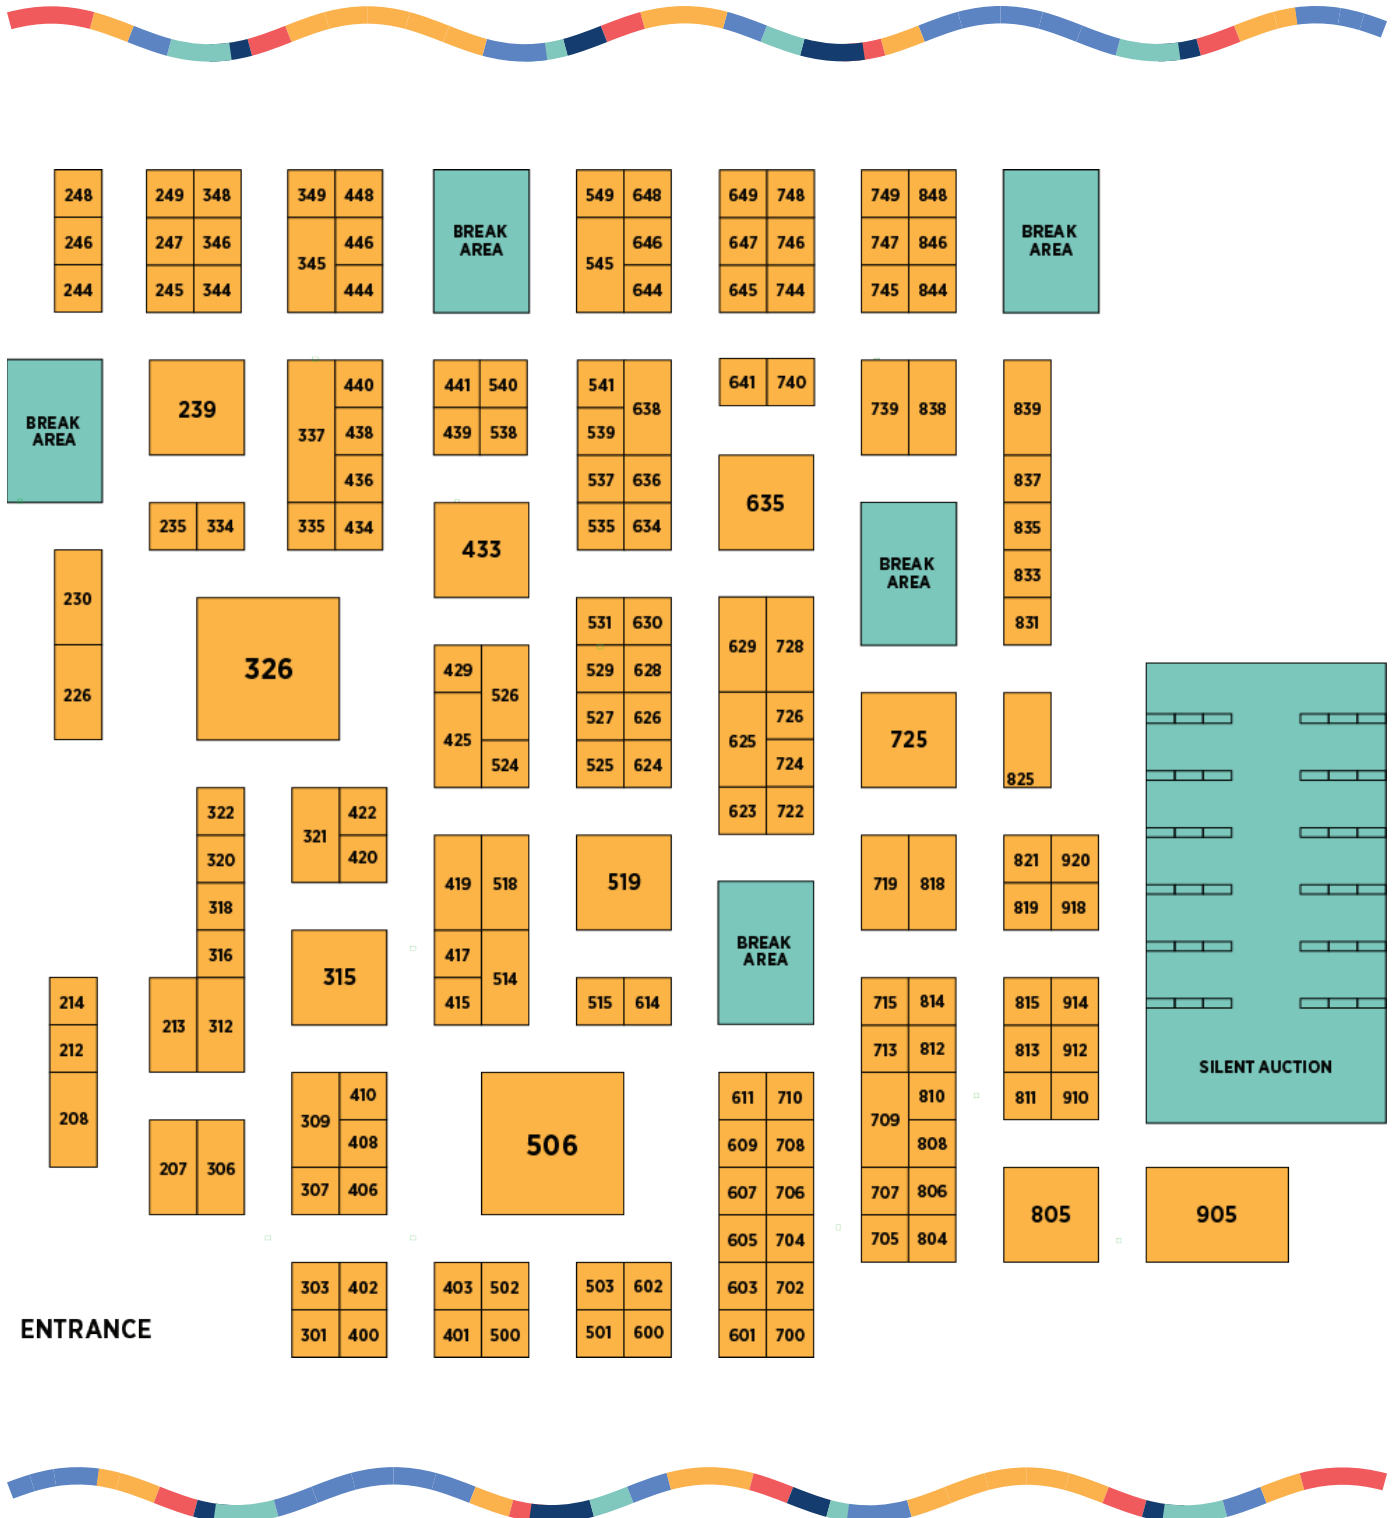 248 249 348 349 448 BREAK 549 648 649 748 749 848 BREAK
246 247 346 345 446 AREA 545 646 647 746 747 846 AREA
244 245 344 444 644 645 744 745 844
BREAK 239 337 440 441 540 541 638 641 740 739 838 839
AREA 438 439 538 539
436 537 636 635 837
235 334 335 434 433 535 634 BREAK 835
AREA 833
230 531 630 629 728 831
226 326 429 526 529 628
425 527 626 625 726 725
524 525 624 724 825
322 321 422 623 722
320 420 419 518 519 719 818 821 920
318 819 918
316 315 417 514 BREAK
AREA
214 213 312 415 515 614 715 814 815 914
212 713 812 813 912 SILENT AUCTION
208 309 410 506 611 710 709 810 811 910
408 609 708 808
207 306 307 406 607 706 707 806 805 905
605 704 705 804
303 402 403 502 503 602 603 702
ENTRANCE 301 400 401 500 501 600 601 700